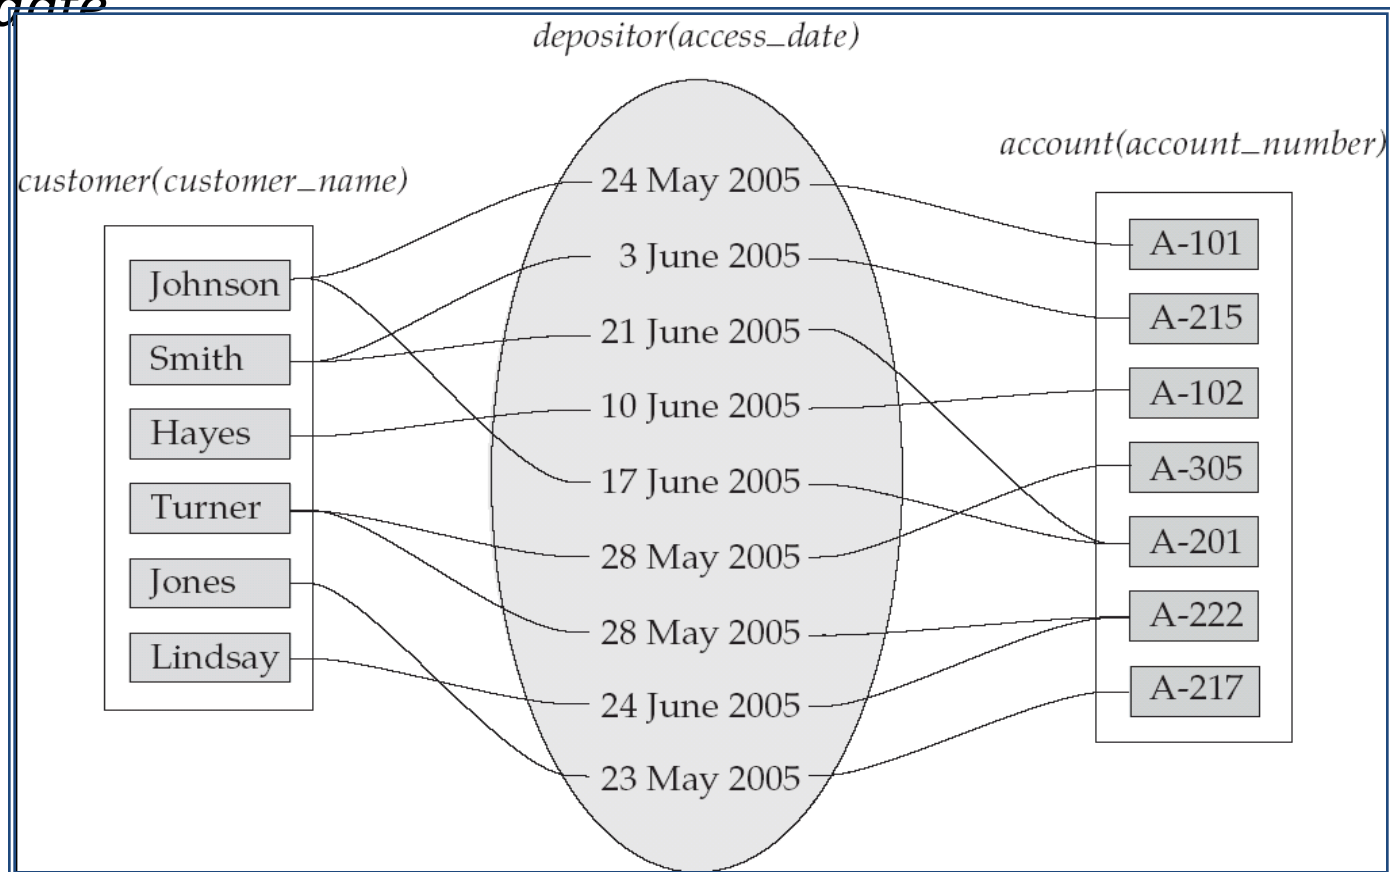 date
depositor(access_date)
account(account_number)
customer(customer_name)
Johnson
Smith
Hayes
Turner
Jones
Lindsay
24 May 2005
3 June 2005
21 June 2005
10 June 2005
17 June 2005
28 May 2005
28 May 2005
24 June 2005
23 May 2005
A-101
A-215
A-102
A-305
A-201
A-222
A-217